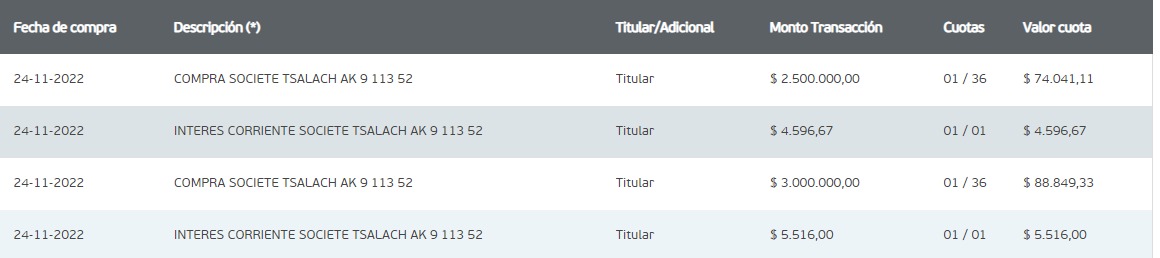 Fecha de compra Descripción (*) Titular/Adicional Monto Transacción Cuotas Valor cuota
24-11-2022 COMPRA SOCIETE TSALACH AK 9 113 52 Titular $ 2.500.000,00 01 / 36 $ 74.041,11
24-11-2022 INTERES CORRIENTE SOCIETE TSALACH AK 9 113 52 Titular $ 4.596,67 01 / 01 $ 4.596,67
24-11-2022 COMPRA SOCIETE TSALACH AK 9 113 52 Titular $ 3.000.000,00 01 / 36 $ 88.849,33
24-11-2022 INTERES CORRIENTE SOCIETE TSALACH AK 9 113 52 Titular $ 5.516,00 01 / 01 $ 5.516,00